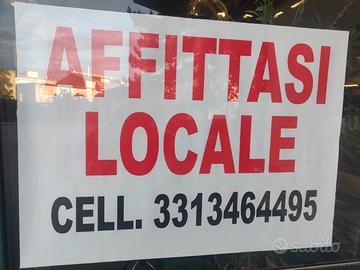 AFFITTASI
LOCALE
CELL. 3313464495
subito